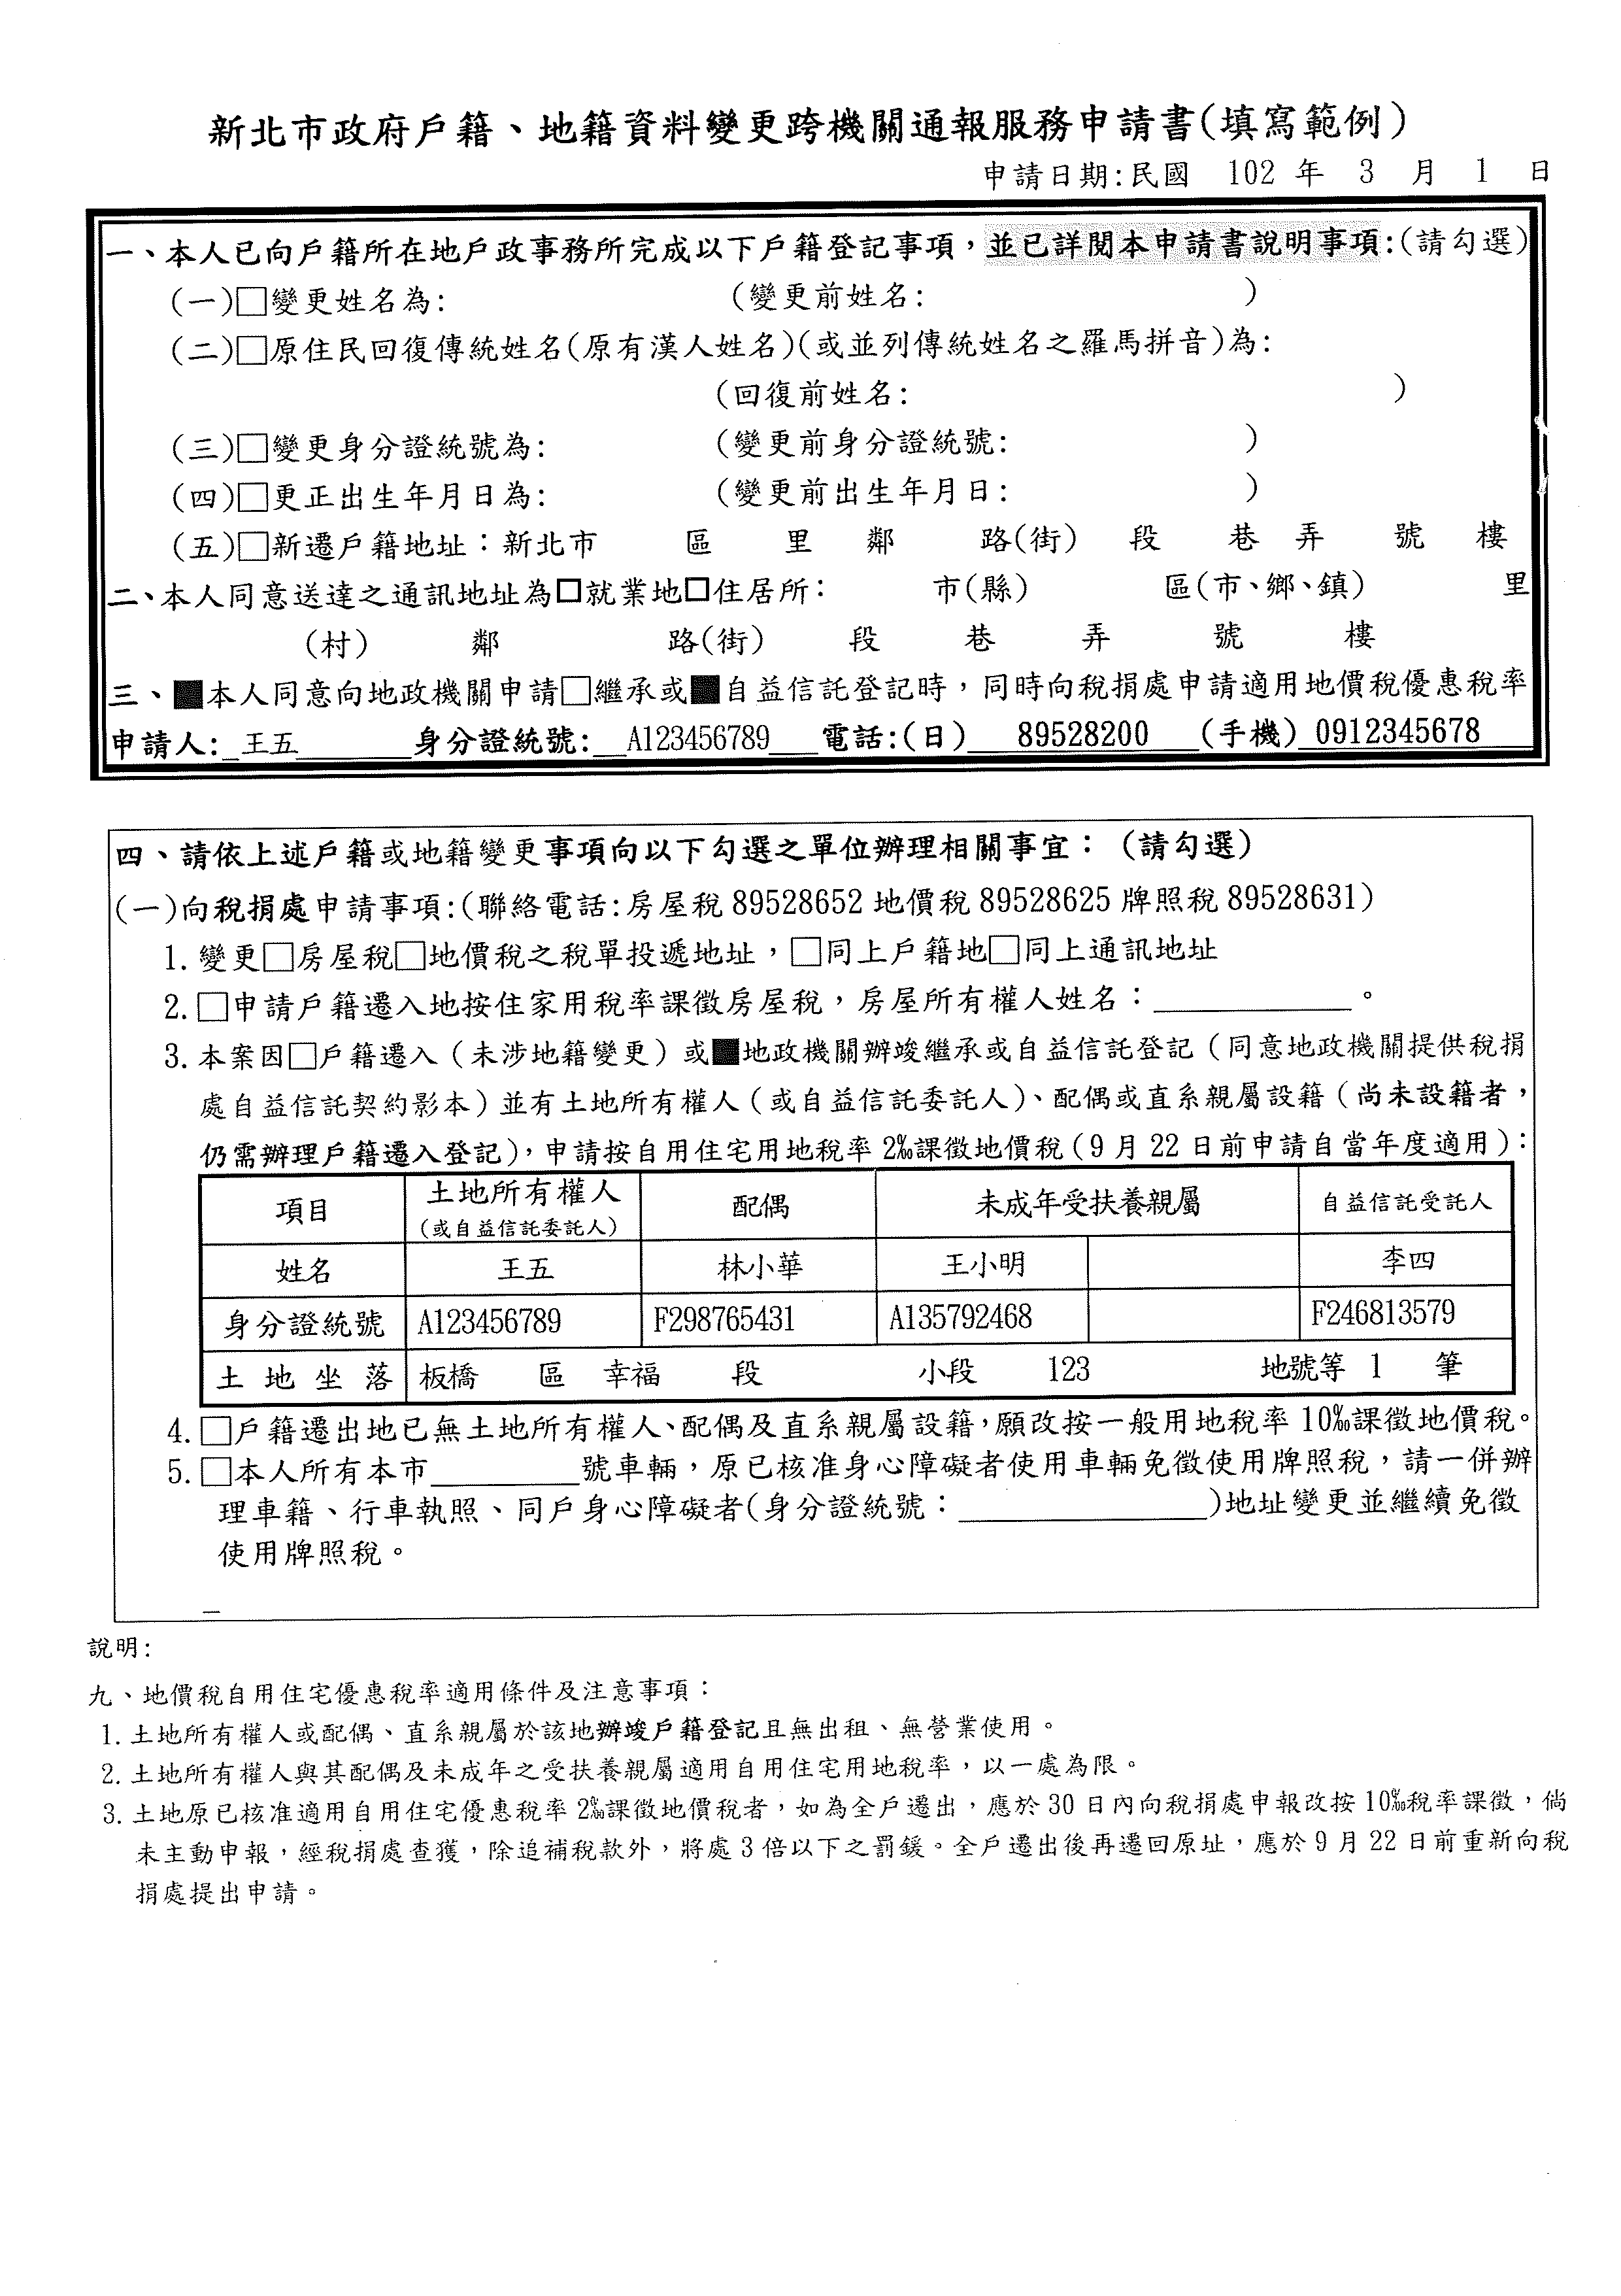 新北市政府戶籍、地籍資料變更跨機關通報服務申請書(填寫範例)
申請日期:民國 102 年 3 月 1 日
一、本人已向戶籍所在地戶政事務所完成以下戶籍登記事項，並已詳閱本申請書說明事項:(請勾選)
(一)□變更姓名為: (變更前姓名: )
(二)□原住民回復傳統姓名(原有漢人姓名)(或並列傳統姓名之羅馬拼音)為:
(回復前姓名: )
(三)□變更身分證統號為: (變更前身分證統號: )
(四)□更正出生年月日為: (變更前出生年月日: )
(五)□新遷戶籍地址：新北市 區 里 鄰 路(街) 段 巷 弄 號 樓
二、本人同意送達之通訊地址為□就業地□住居所: 市(縣) 區(市、鄉、鎮) 里
(村) 鄰 路(街) 段 巷 弄 號 樓
三、■本人同意向地政機關申請□繼承或■自益信託登記時，同時向稅捐處申請適用地價稅優惠稅率
申請人: 王五 身分證統號: A123456789 電話:(日) 89528200 (手機) 0912345678
四、請依上述戶籍或地籍變更事項向以下勾選之單位辦理相關事宜：（請勾選）
(一)向稅捐處申請事項:(聯絡電話:房屋稅 89528652 地價稅 89528625 牌照稅 89528631)
1. 變更□房屋稅□地價稅之稅單投遞地址，□同上戶籍地□同上通訊地址
2. □申請戶籍遷入地按住家用稅率課徵房屋稅，房屋所有權人姓名：＿＿＿＿＿＿。
3. 本案因□戶籍遷入（未涉地籍變更）或■地政機關辦竣繼承或自益信託登記（同意地政機關提供稅捐
處自益信託契約影本）並有土地所有權人（或自益信託委託人）、配偶或直系親屬設籍（尚未設籍者，
仍需辦理戶籍遷入登記），申請按自用住宅用地稅率 2‰課徵地價稅（9 月 22 日前申請自當年度適用）：
項目 土地所有權人 配偶 未成年受扶養親屬 自益信託受託人
（或自益信託委託人）
姓名 王五 林小華 王小明 李四
身分證統號 A123456789 F298765431 A135792468 F246813579
土地坐落 板橋 區 幸福 段 小段 123 地號等 1 筆
4. □戶籍遷出地已無土地所有權人、配偶及直系親屬設籍，願改按一般用地稅率 10‰課徵地價稅。
5. □本人所有本市＿＿＿＿＿號車輛，原已核准身心障礙者使用車輛免徵使用牌照稅，請一併辦
理車籍、行車執照、同戶身心障礙者(身分證統號：＿＿＿＿＿＿＿＿)地址變更並繼續免徵
使用牌照稅。
說明:
九、地價稅自用住宅優惠稅率適用條件及注意事項：
1. 土地所有權人或配偶、直系親屬於該地辦竣戶籍登記且無出租、無營業使用。
2. 土地所有權人與其配偶及未成年之受扶養親屬適用自用住宅用地稅率，以一處為限。
3. 土地原已核准適用自用住宅優惠稅率 2‰課徵地價稅者，如為全戶遷出，應於 30 日內向稅捐處申報改按 10‰稅率課徵，倘
未主動申報，經稅捐處查獲，除追補稅款外，將處 3 倍以下之罰鍰。全戶遷出後再遷回原址，應於 9 月 22 日前重新向稅
捐處提出申請。